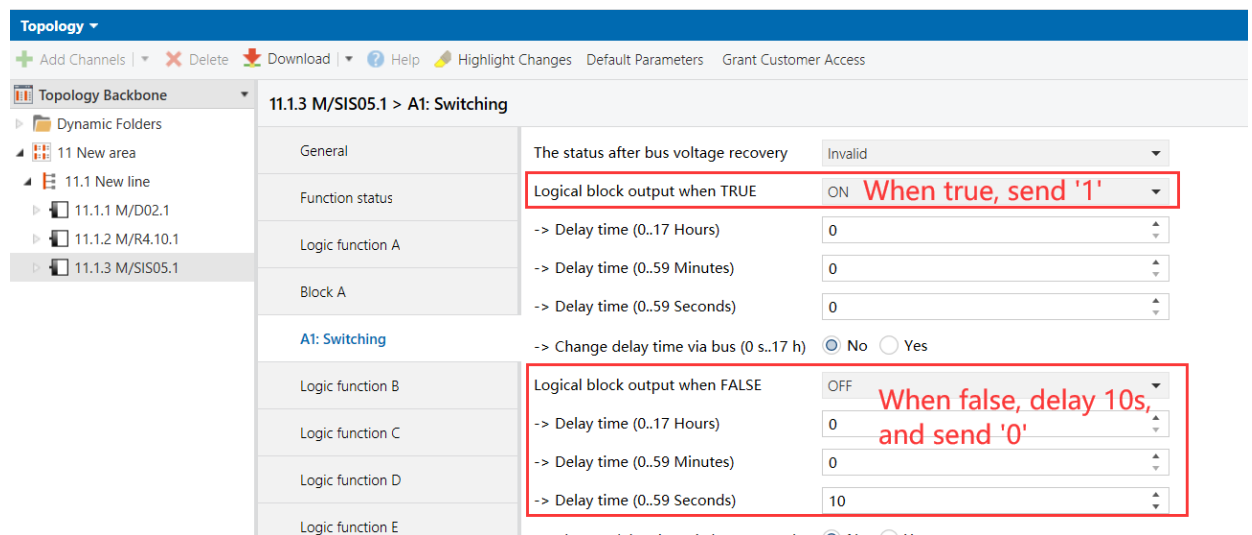 Topology
Add Channels
Delete
Download
Help
Highlight Changes
Default Parameters
Grant Customer Access
Topology Backbone
Dynamic Folders
11 New area
11.1 New line
11.1.1 M/D02.1
11.1.2 M/R4.10.1
11.1.3 M/SIS05.1
11.1.3 M/SIS05.1 > A1: Switching
General
Function status
Logic function A
Block A
A1: Switching
Logic function B
Logic function C
Logic function D
Logic function E
The status after bus voltage recovery Invalid
Logical block output when TRUE ON When true, send '1'
-> Delay time (0..17 Hours) 0
-> Delay time (0..59 Minutes) 0
-> Delay time (0..59 Seconds) 0
-> Change delay time via bus (0 s..17 h) No Yes
Logical block output when FALSE OFF
When false, delay 10s,
-> Delay time (0..17 Hours) 0
and send '0'
-> Delay time (0..59 Minutes) 0
-> Delay time (0..59 Seconds) 10